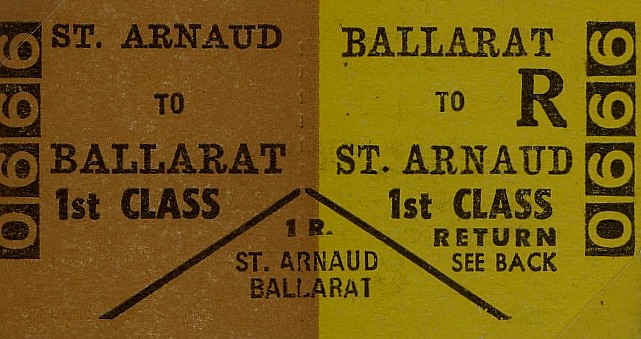 ST. ARNAUD
TO
BALLARAT
1st CLASS
BALLARAT
TO R
ST. ARNAUD
1st CLASS
RETURN
SEE BACK
1 R.
ST. ARNAUD
BALLARAT
0666
0666